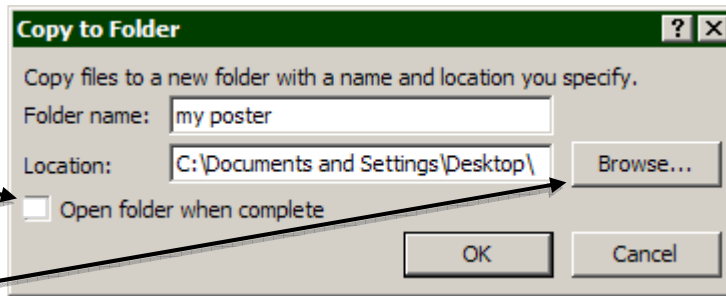 Copy to Folder
Copy files to a new folder with a name and location you specify.
Folder name: my poster
Location: C:\Documents and Settings\Desktop\ Browse...
Open folder when complete
OK Cancel